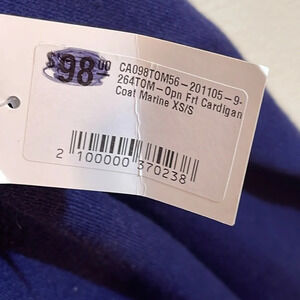 $98.00
CA098TOM56-201105-9-
264TOM-Opn Frt Cardigan
Coat Marine XS/S
2 100000 370238